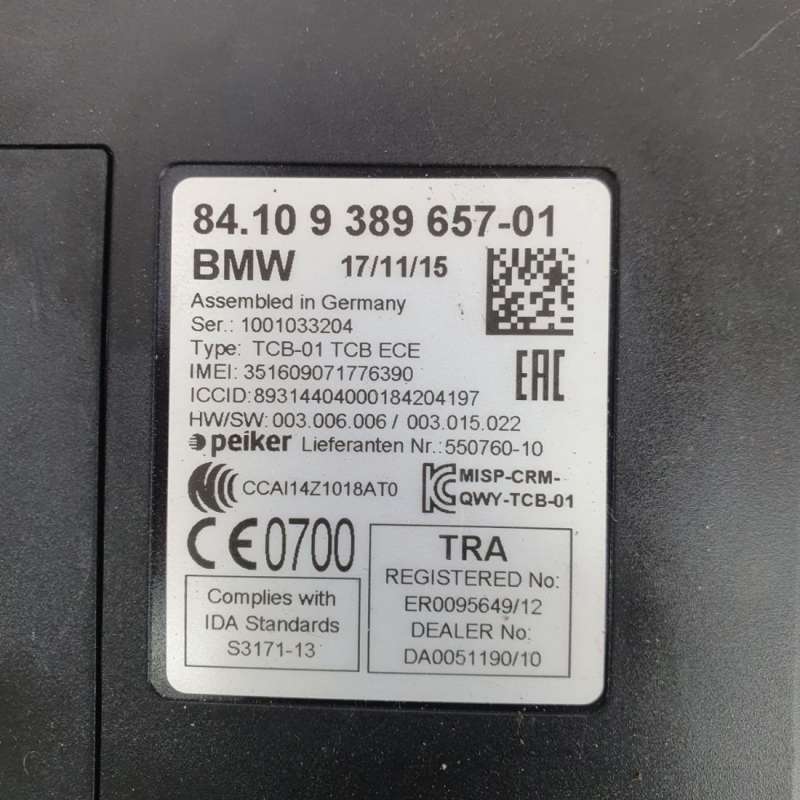 84.10 9 389 657-01
BMW 17/11/15
Assembled in Germany
Ser.: 1001033204
Type: TCB-01 TCB ECE
IMEI: 351609071776390
EAC
ICCID:89314404000184204197
HW/SW: 003.006.006 / 003.015.022
peiker Lieferanten Nr.:550760-10
CCAI14Z1018AT0
MISP-CRM-
QWY-TCB-01
CE0700
Complies with
IDA Standards
S3171-13
TRA
REGISTERED No:
ER0095649/12
DEALER No:
DA0051190/10